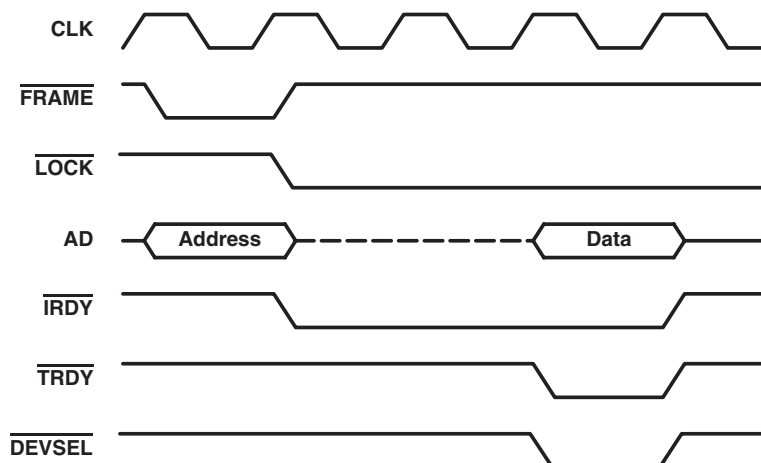 CLK
FRAME
LOCK
AD Address Data
IRDY
TRDY
DEVSEL